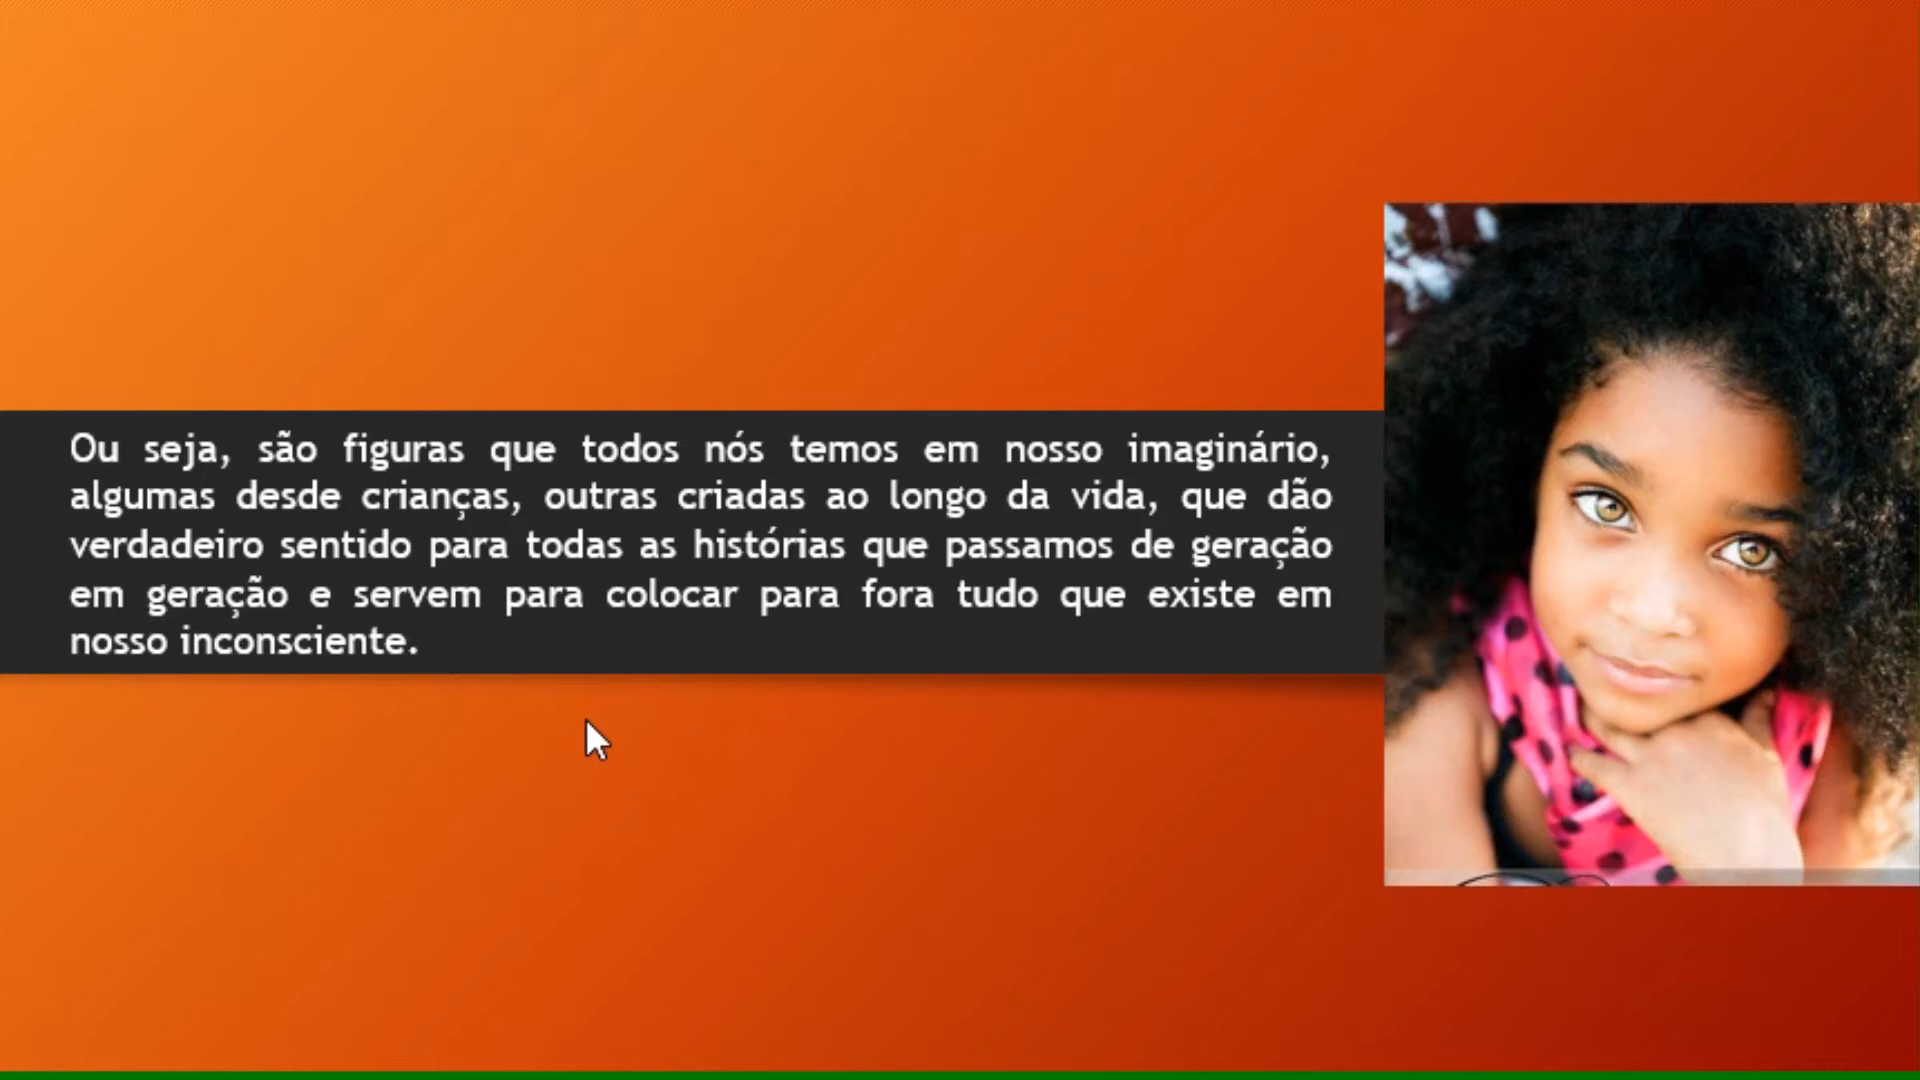 Ou seja, são figuras que todos nós temos em nosso imaginário,
algumas desde crianças, outras criadas ao longo da vida, que dão
verdadeiro sentido para todas as histórias que passamos de geração
em geração e servem para colocar para fora tudo que existe em
nosso inconsciente.